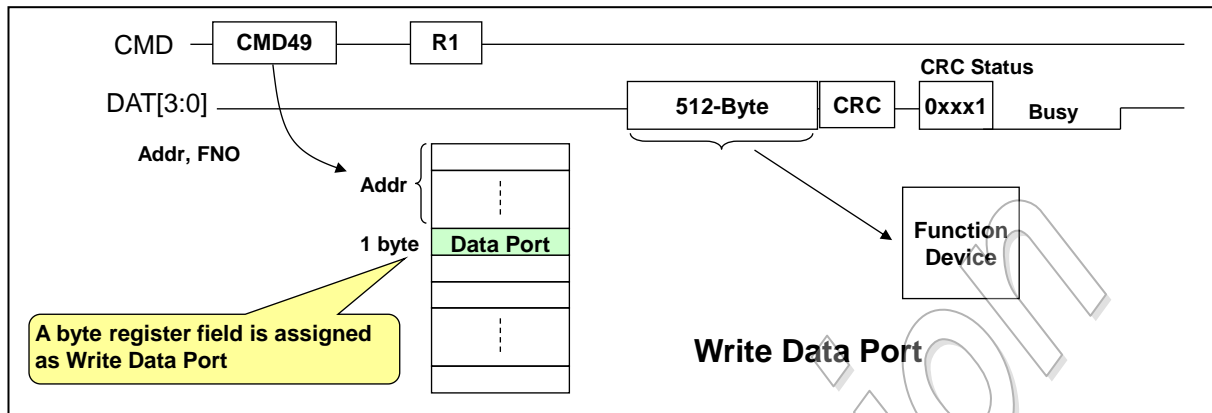 CMD
CMD49
R1
CRC Status
DAT[3:0]
512-Byte
CRC
0xxx1
Busy
Addr, FNO
Addr
1 byte
Data Port
Function
Device
A byte register field is assigned
as Write Data Port
Write Data Port